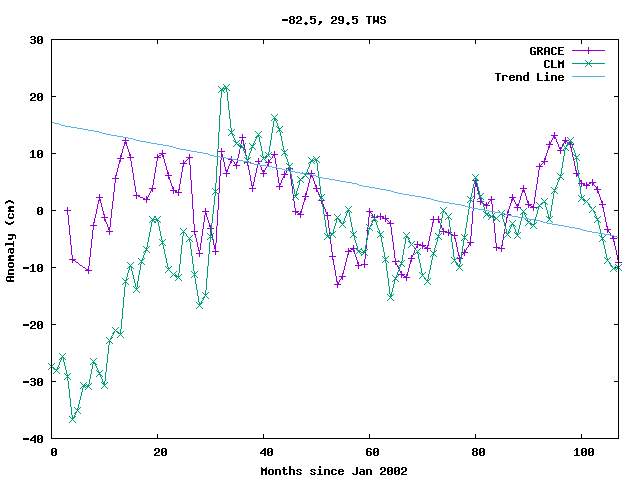 -82.5, 29.5 TWS
GRACE
CLM
Trend Line
30
20
10
0
-10
-20
-30
-40
Anomaly (cm)
0 20 40 60 80 100
Months since Jan 2002